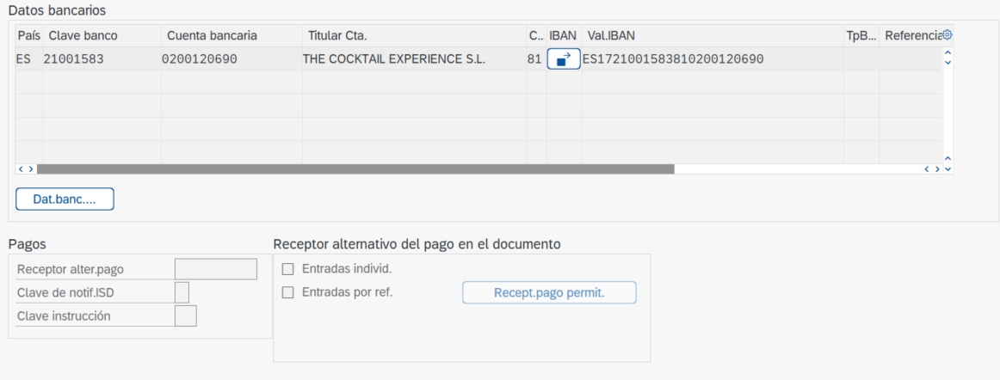 Datos bancarios
País Clave banco Cuenta bancaria Titular Cta. C.. IBAN Val.IBAN TpB... Referencia
ES 21001583 0200120690 THE COCKTAIL EXPERIENCE S.L. 81 ES1721001583810200120690
Dat.banc....
Pagos
Receptor alter.pago
Clave de notif.ISD
Clave instrucción
Receptor alternativo del pago en el documento
Entradas individ.
Entradas por ref. Recept.pago permit.